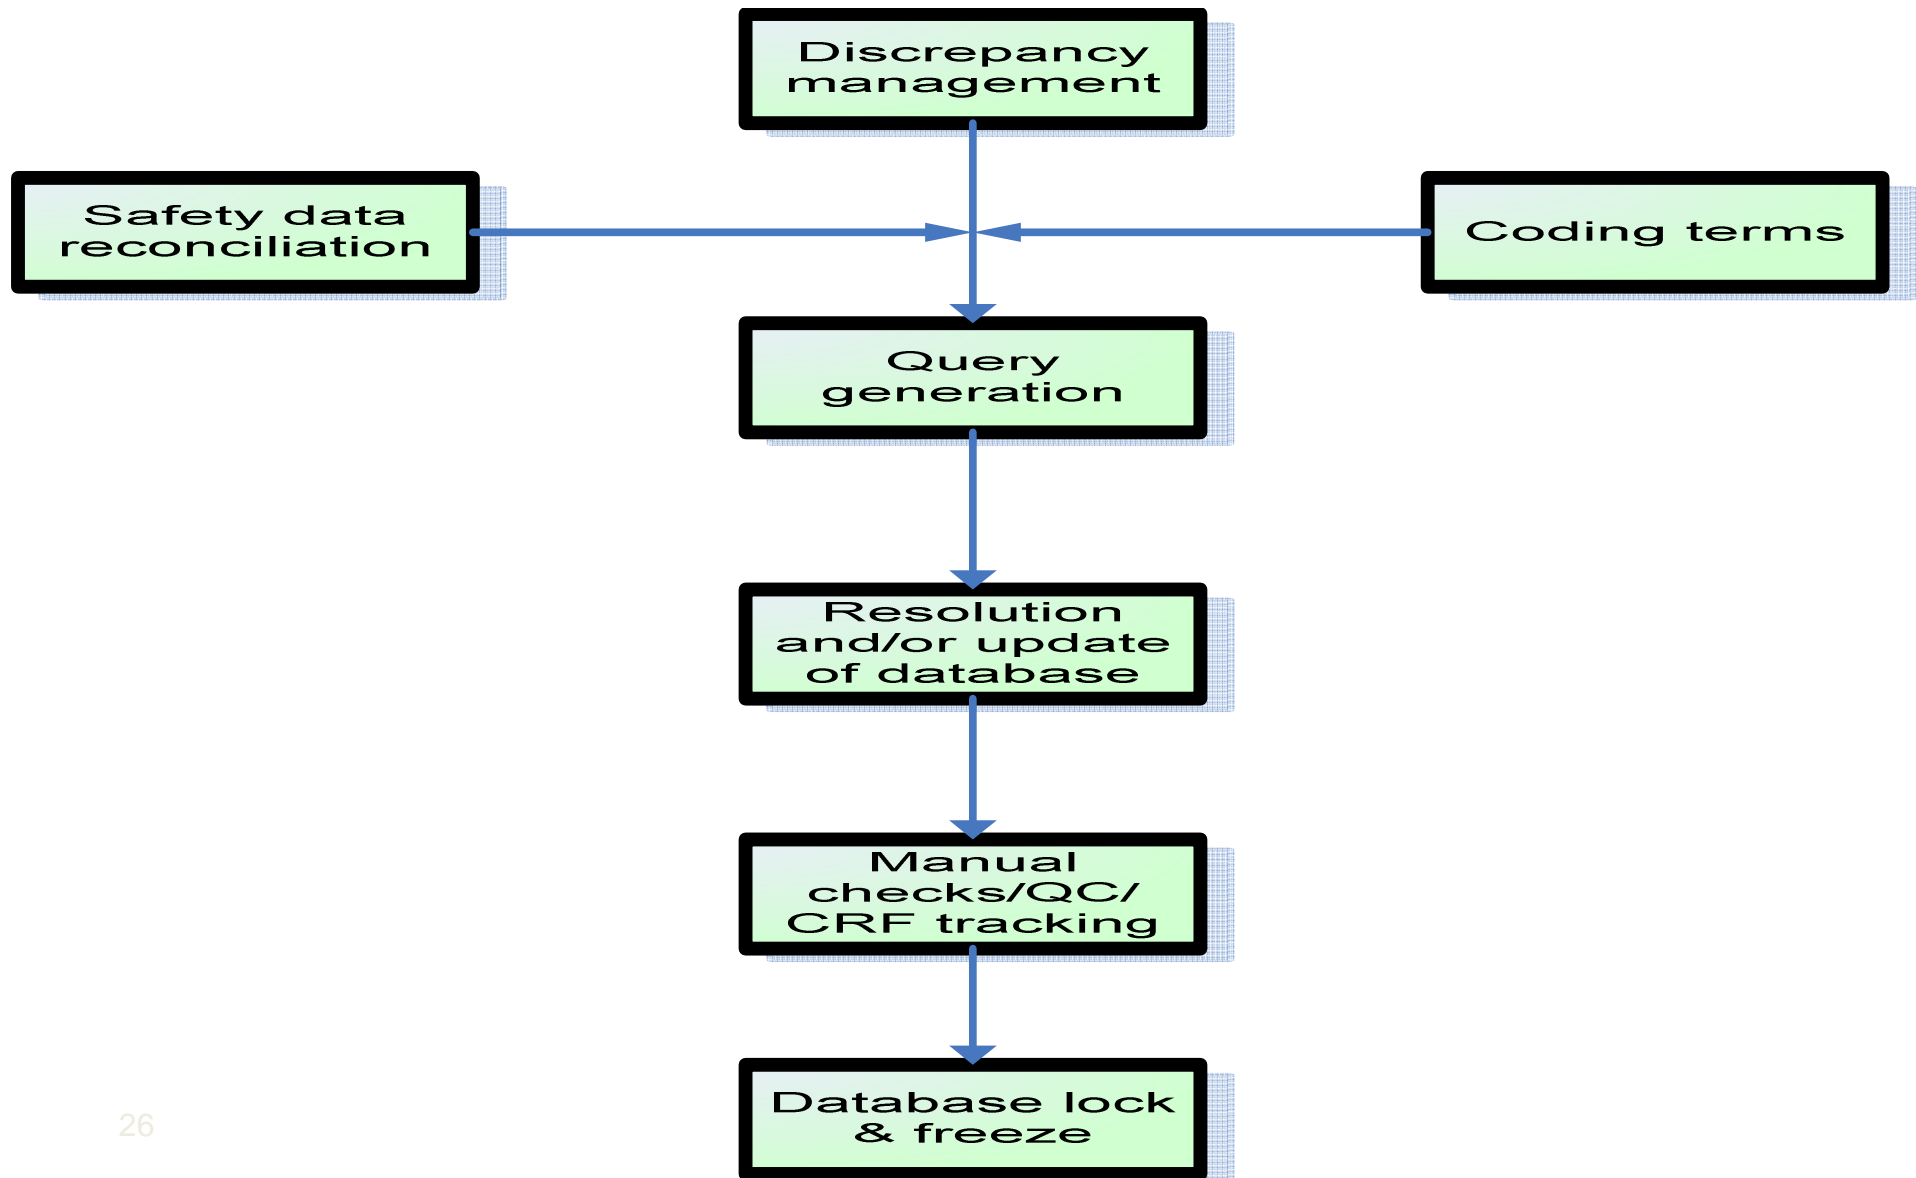 Discrepancy
management
Safety data
reconciliation
Coding terms
Query
generation
Resolution
and/or update
of database
Manual
checks/QC/
CRF tracking
Database lock
& freeze
26